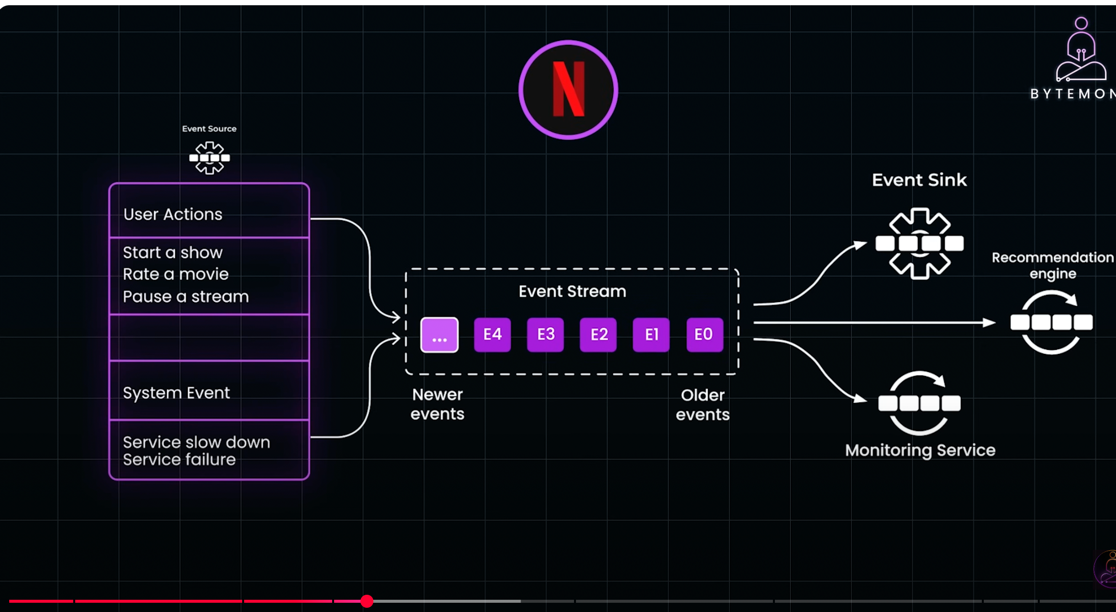 N
BYTEMON
Event Source
User Actions
Start a show
Rate a movie
Pause a stream
System Event
Service slow down
Service failure
Event Stream
...
E4
E3
E2
E1
E0
Newer
events
Older
events
Event Sink
Recommendation
engine
Monitoring Service